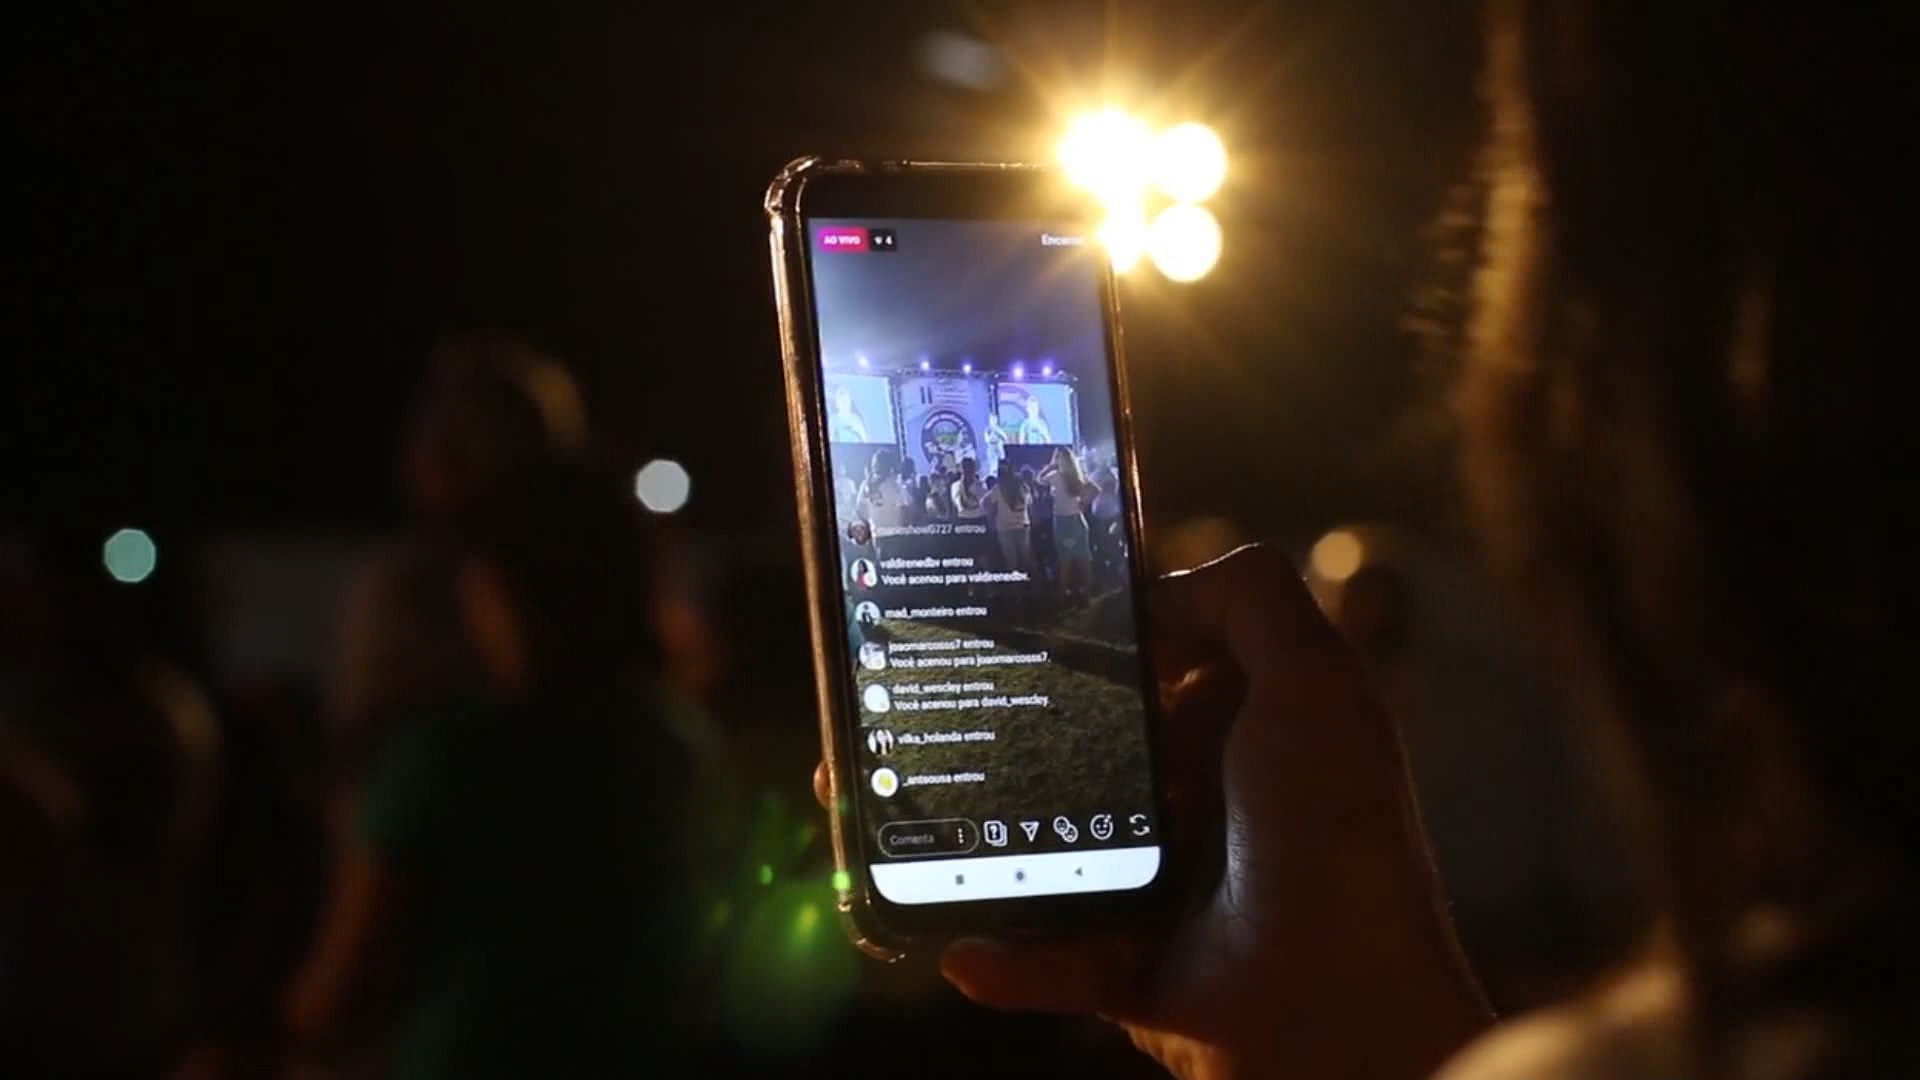 AO VIVO 4
entrou
valdirenedbv entrou
Você acenou para valdirenedbv.
mad_monteiro entrou
joaomarcosss7 entrou
Você acenou para joaomarcosss7.
david_wescley entrou
Você acenou para david_wescley.
vilka_holanda entrou
_antsousa entrou
Comenta